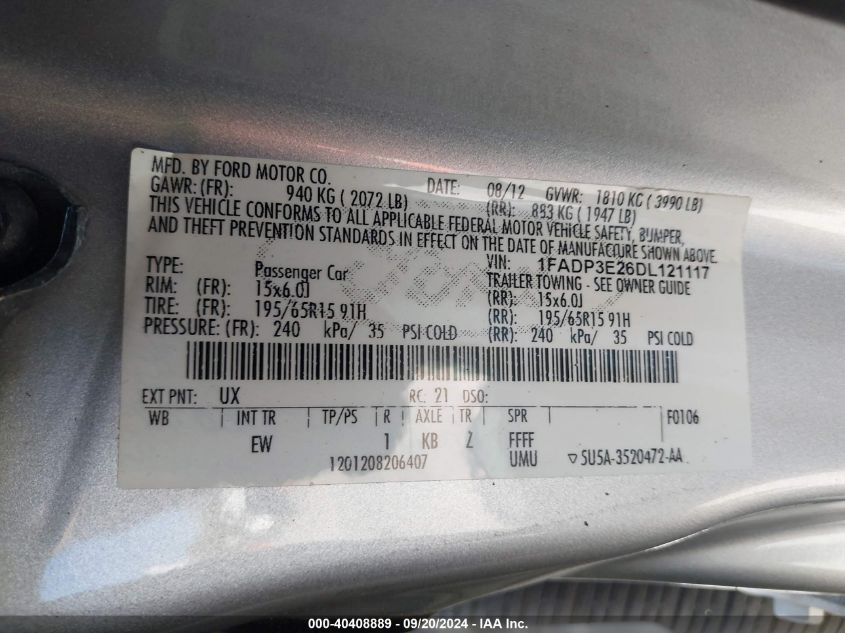 MFD. BY FORD MOTOR CO.
DATE: 08/12 GVWR: 1810 KG ( 3990 LB)
GAWR: (FR): 940 KG ( 2072 LB) (RR): 883 KG ( 1947 LB)
THIS VEHICLE CONFORMS TO ALL APPLICABLE FEDERAL MOTOR VEHICLE SAFETY, BUMPER,
AND THEFT PREVENTION STANDARDS IN EFFECT ON THE DATE OF MANUFACTURE SHOWN ABOVE.
VIN: 1FADP3E26DL121117
TYPE: Passenger Car TRAILER TOWING - SEE OWNER GUIDE
RIM: (FR): 15x6.0J (RR): 15x6.0J
TIRE: (FR): 195/65R15 91H (RR): 195/65R15 91H
PRESSURE: (FR): 240 kPa/ 35 PSI COLD (RR): 240 kPa/ 35 PSI COLD
EXT PNT: UX RC: 21 DSO:
WB INT TR TP/PS R AXLE TR SPR F0106
EW 1 KB Z FFFF
1201208206407 UMU ▽SU5A-3520472-AA
000-40408889 - 09/20/2024 - IAA Inc.